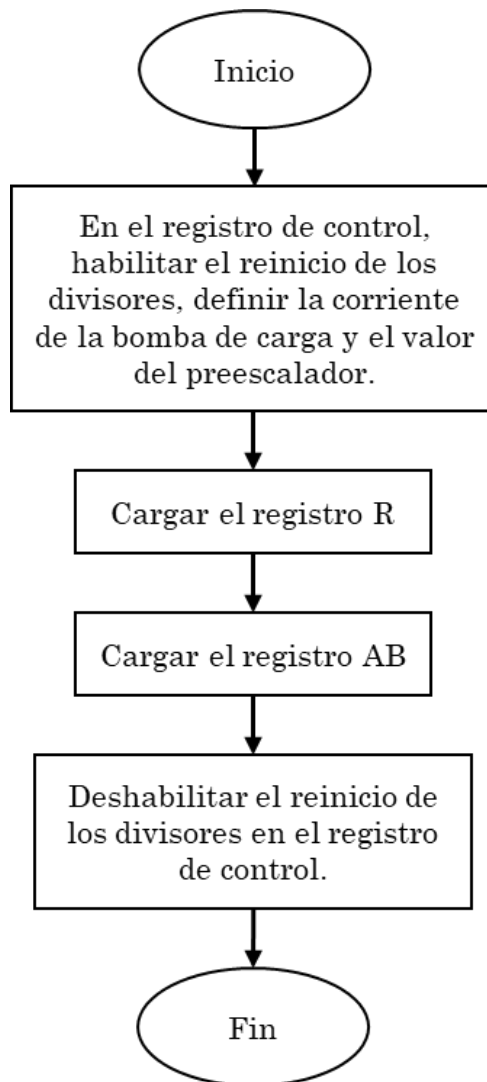 Inicio
En el registro de control,
habilitar el reinicio de los
divisores, definir la corriente
de la bomba de carga y el valor
del preescalador.
Cargar el registro R
Cargar el registro AB
Deshabilitar el reinicio de
los divisores en el registro
de control.
Fin